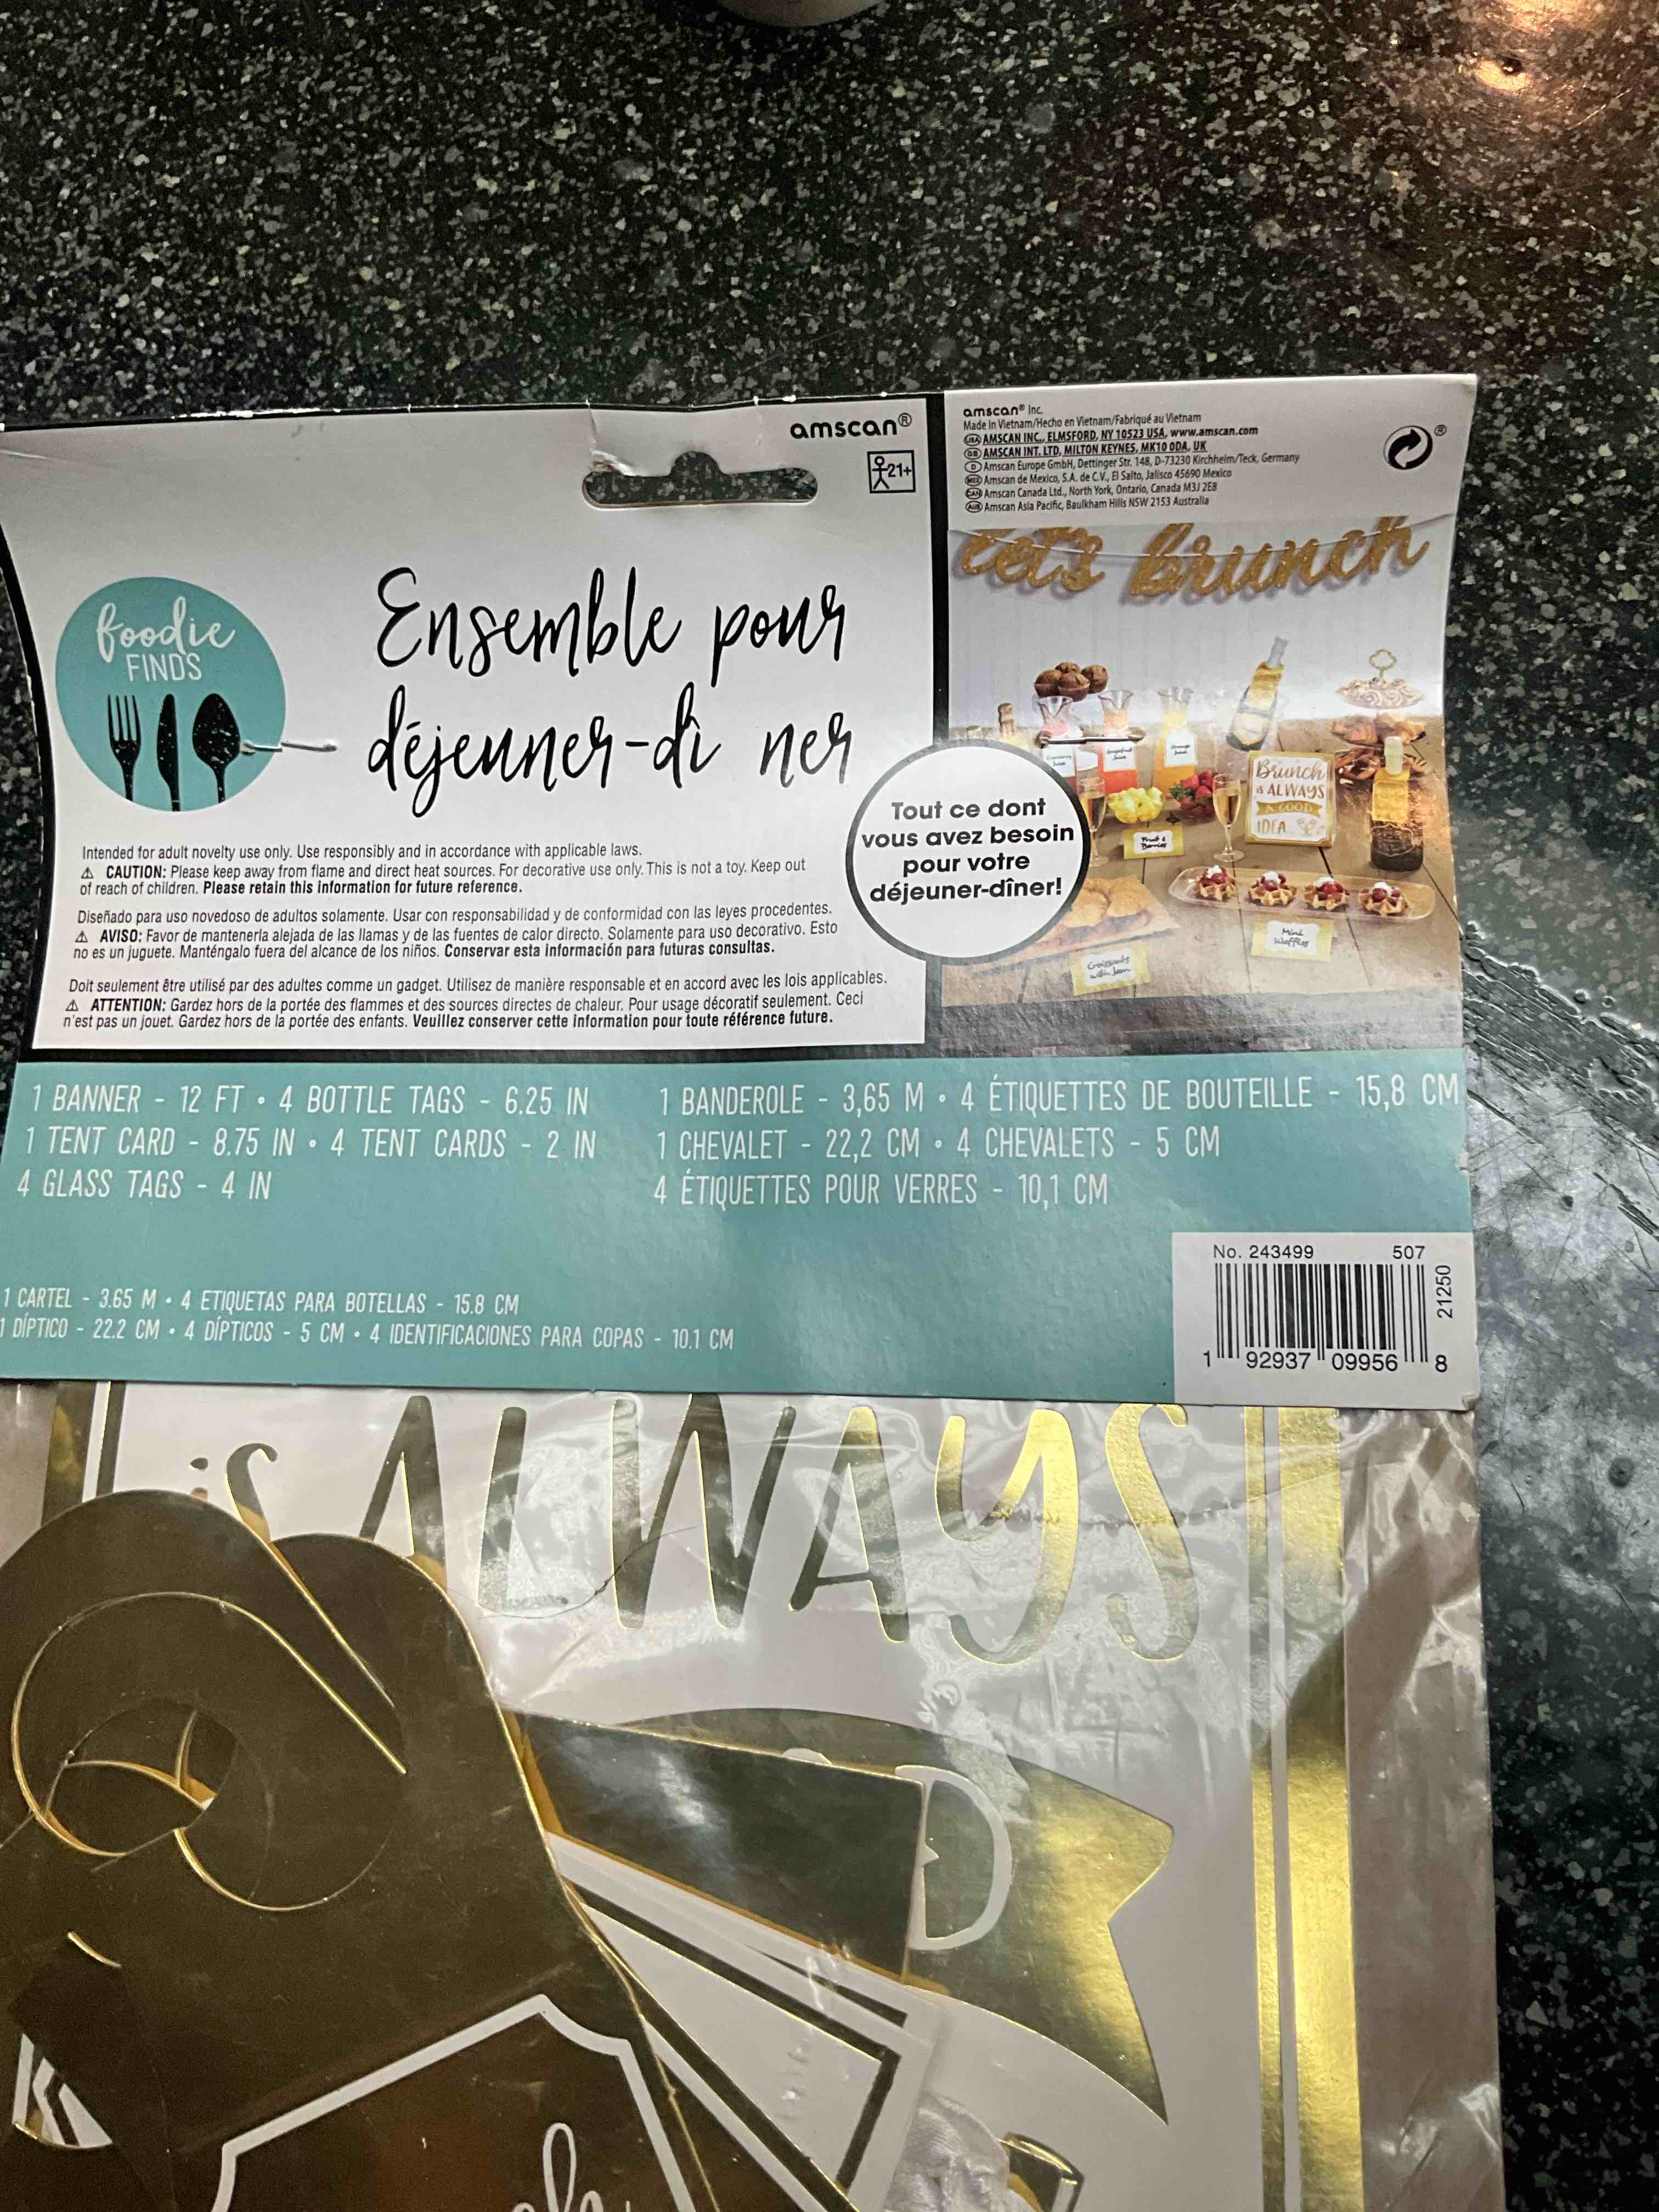 amscan®
21+
foodie
FINDS
Ensemble pour
déjeuner-dî ner
Intended for adult novelty use only. Use responsibly and in accordance with applicable laws.
⚠ CAUTION: Please keep away from flame and direct heat sources. For decorative use only. This is not a toy. Keep out
of reach of children. Please retain this information for future reference.
Diseñado para uso novedoso de adultos solamente. Usar con responsabilidad y de conformidad con las leyes procedentes.
⚠ AVISO: Favor de mantenerla alejada de las llamas y de las fuentes de calor directo. Solamente para uso decorativo. Esto
no es un juguete. Manténgalo fuera del alcance de los niños. Conservar esta información para futuras consultas.
Doit seulement être utilisé par des adultes comme un gadget. Utilisez de manière responsable et en accord avec les lois applicables.
⚠ ATTENTION: Gardez hors de la portée des flammes et des sources directes de chaleur. Pour usage décoratif seulement. Ceci
n'est pas un jouet. Gardez hors de la portée des enfants. Veuillez conserver cette information pour toute référence future.
amscan® Inc.
Made in Vietnam/Hecho en Vietnam/Fabriqué au Vietnam
USA AMSCAN INC., ELMSFORD, NY 10523 USA, www.amscan.com
GB AMSCAN INT. LTD, MILTON KEYNES, MK10 0DA, UK
D Amscan Europe GmbH, Dettinger Str. 148, D-73230 Kirchheim/Teck, Germany
MEX Amscan de Mexico, S.A. de C.V., El Salto, Jalisco 45690 Mexico
CAN Amscan Canada Ltd., North York, Ontario, Canada M3J 2E8
AUS Amscan Asia Pacific, Baulkham Hills NSW 2153 Australia
®
let's brunch
Cranberry
Juice
Grapefruit
Juice
Orange
Juice
Brunch
is ALWAYS
A GOOD
IDEA
Fruit &
Berries
Mini
Waffles
Croissants
with Jam
Tout ce dont
vous avez besoin
pour votre
déjeuner-dîner!
1 BANNER - 12 FT • 4 BOTTLE TAGS - 6.25 IN
1 TENT CARD - 8.75 IN • 4 TENT CARDS - 2 IN
4 GLASS TAGS - 4 IN
1 BANDEROLE - 3,65 M • 4 ÉTIQUETTES DE BOUTEILLE - 15,8 CM
1 CHEVALET - 22,2 CM • 4 CHEVALETS - 5 CM
4 ÉTIQUETTES POUR VERRES - 10,1 CM
1 CARTEL - 3.65 M • 4 ETIQUETAS PARA BOTELLAS - 15.8 CM
1 DÍPTICO - 22.2 CM • 4 DÍPTICOS - 5 CM • 4 IDENTIFICACIONES PARA COPAS - 10.1 CM
No. 243499 507
21250
1 92937 09956 8
is ALWAYS
D